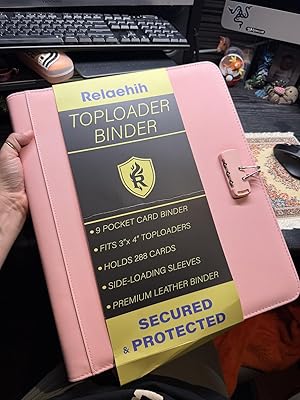 Relaehih
TOPLOADER
BINDER
R
• 9 POCKET CARD BINDER
• FITS 3"x 4" TOPLOADERS
• HOLDS 288 CARDS
• SIDE-LOADING SLEEVES
• PREMIUM LEATHER BINDER
SECURED
& PROTECTED